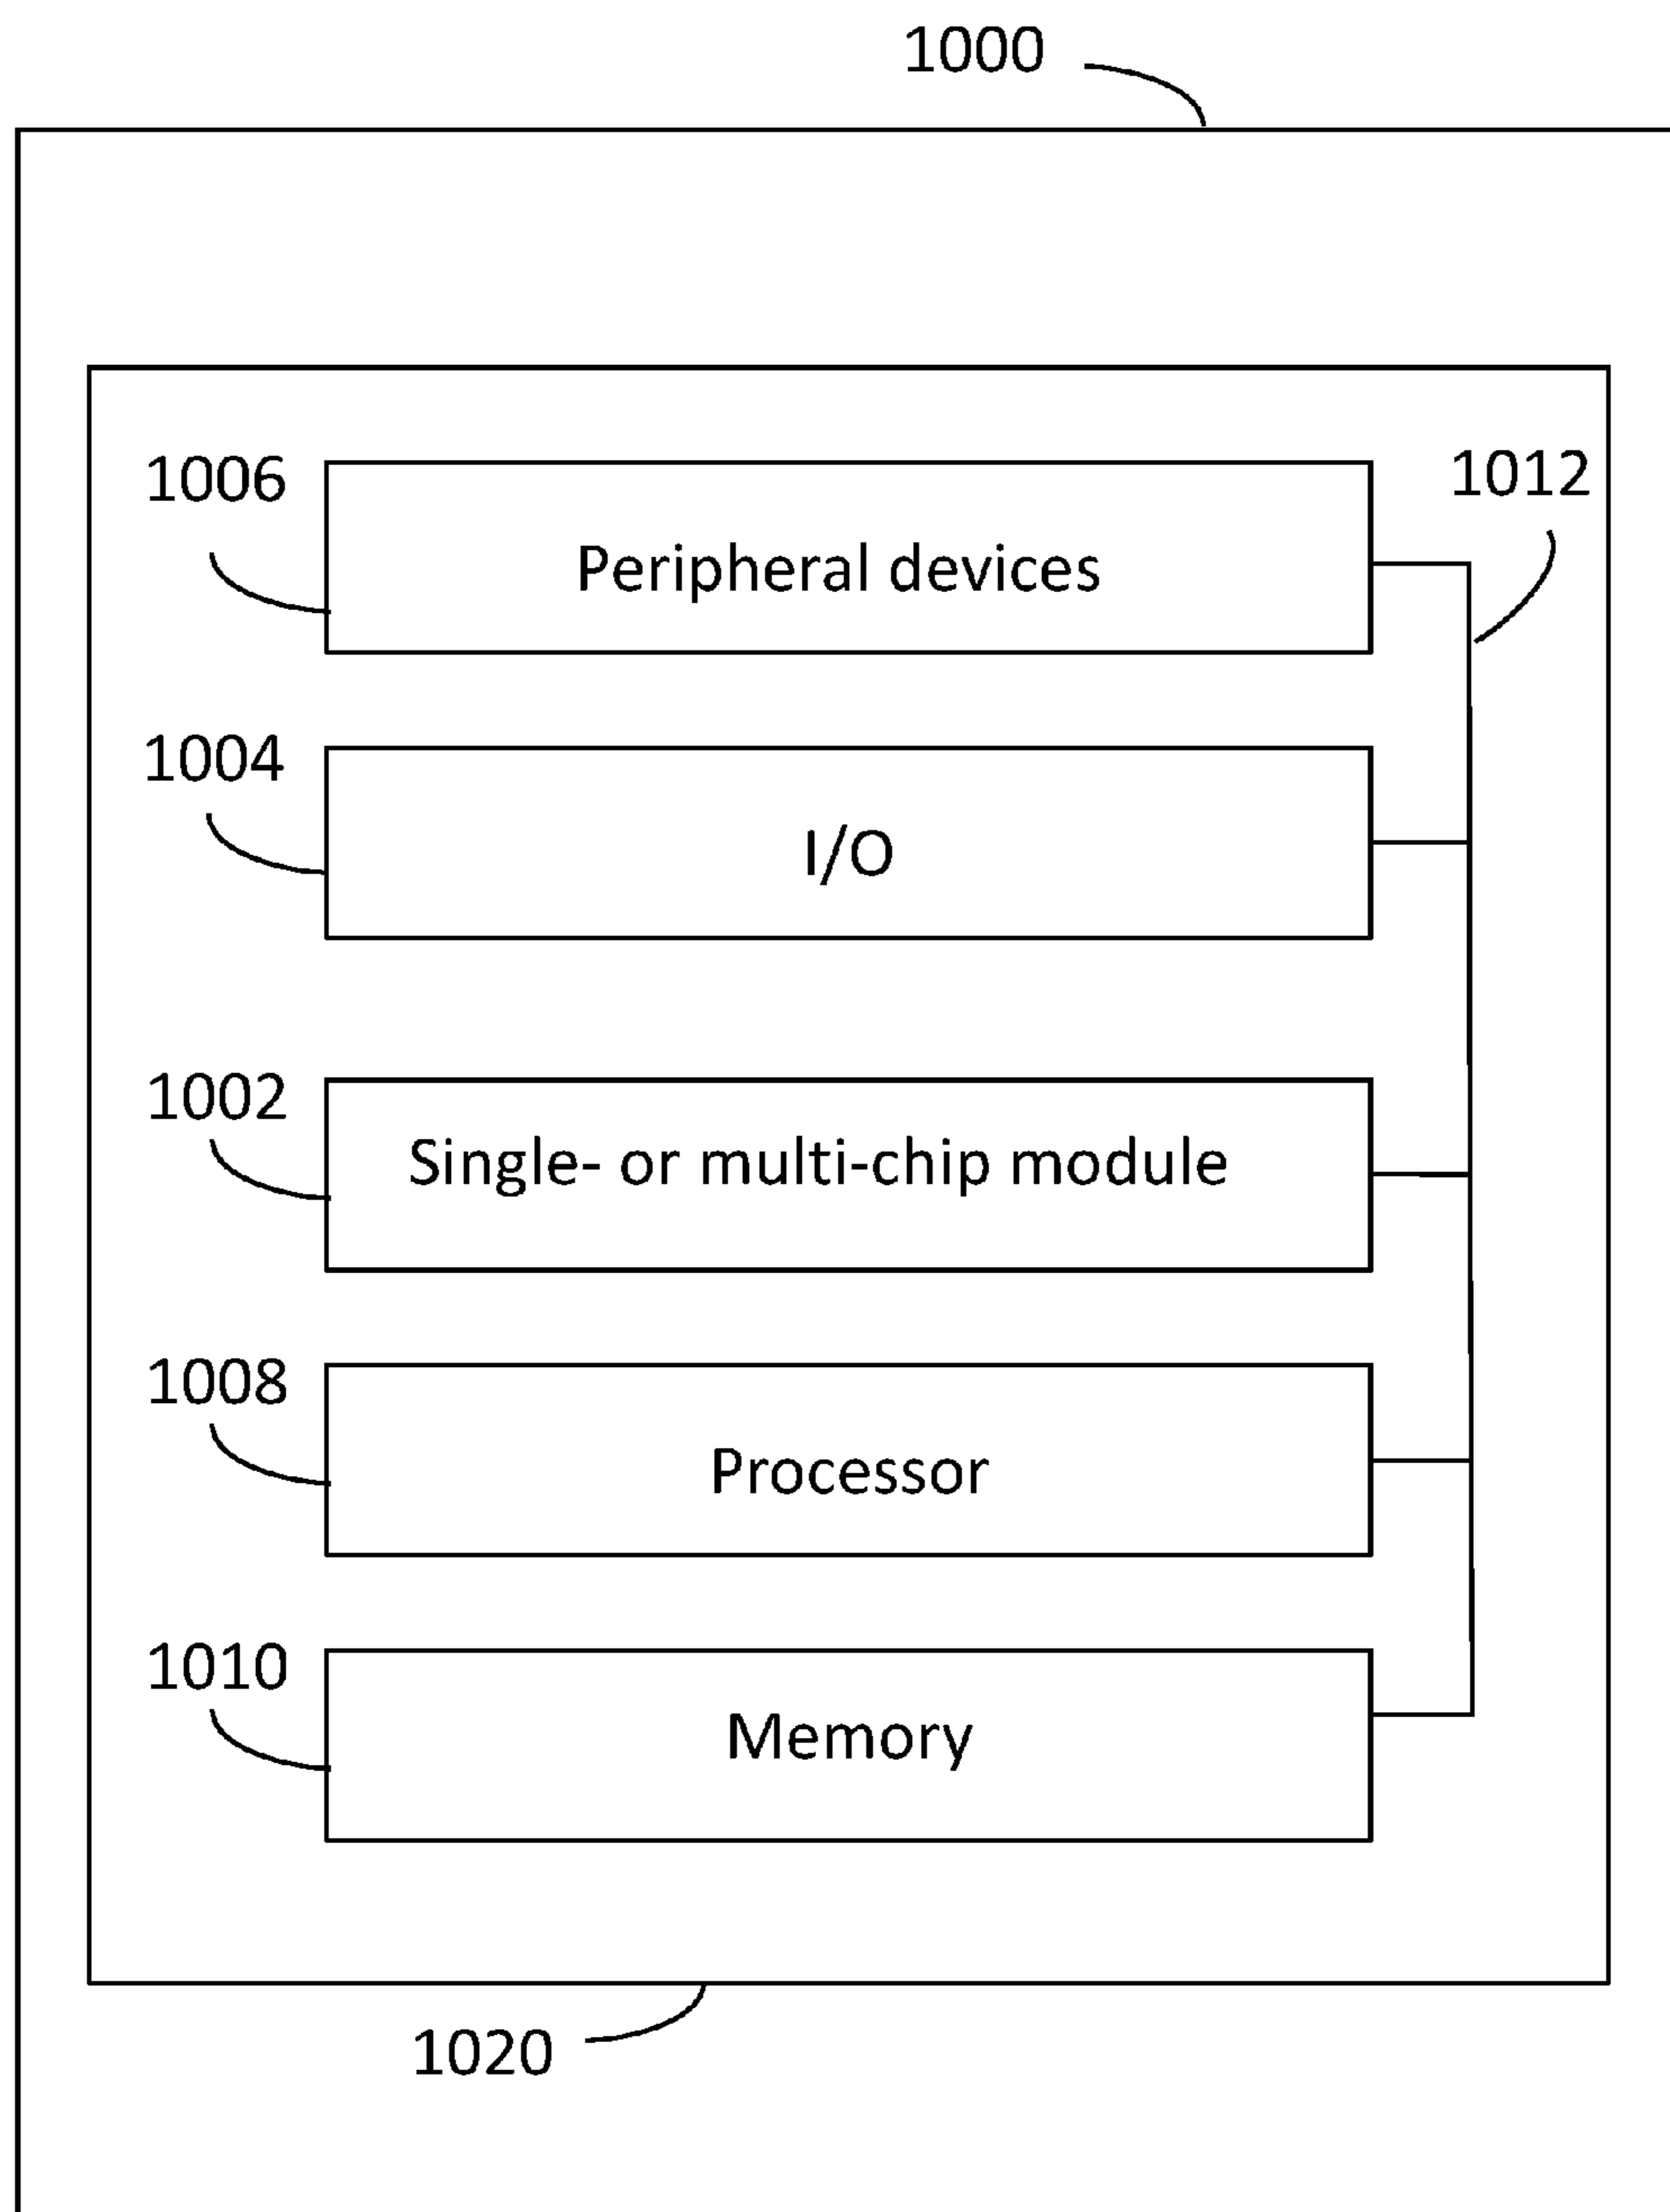 1000
1006
1012
Peripheral devices
1004
I/O
1002
Single- or multi-chip module
1008
Processor
1010
Memory
1020